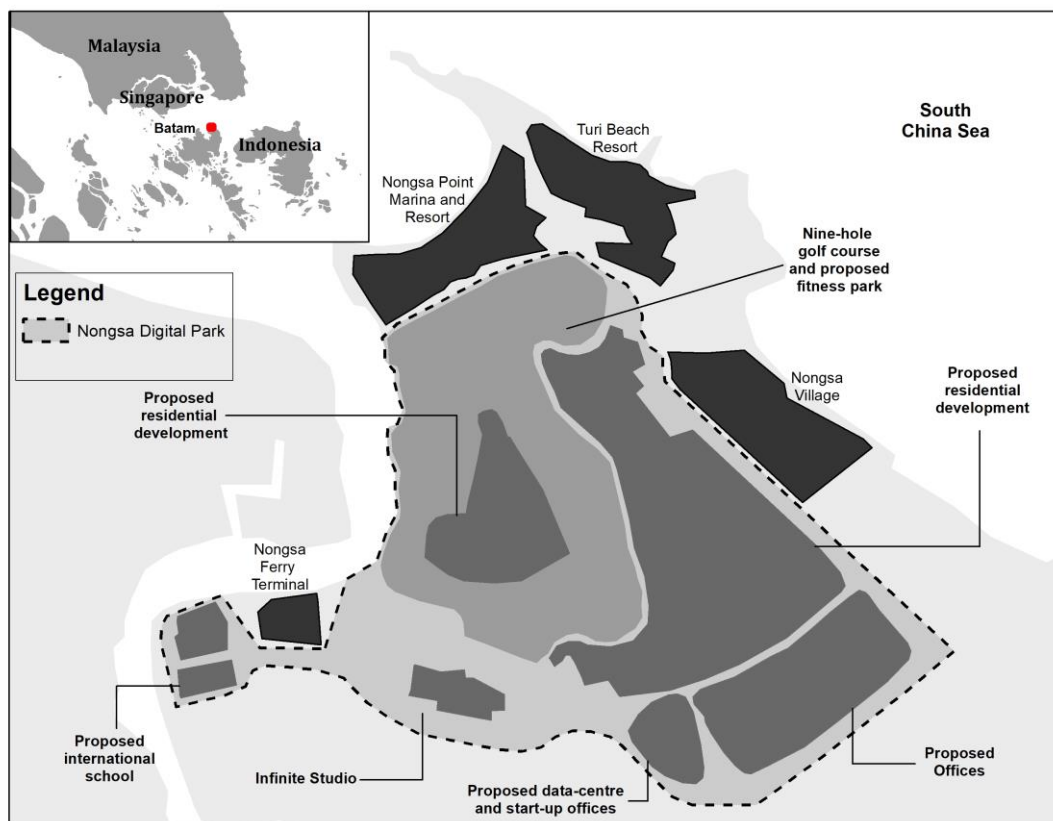 Malaysia
Singapore
Batam
Indonesia
South
China Sea
Turi Beach
Resort
Nongsa Point
Marina and
Resort
Nine-hole
golf course
and proposed
fitness park
Legend
Nongsa Digital Park
Proposed
residential
development
Nongsa
Village
Proposed
residential
development
Nongsa
Ferry
Terminal
Proposed
international
school
Infinite Studio
Proposed data-centre
and start-up offices
Proposed
Offices